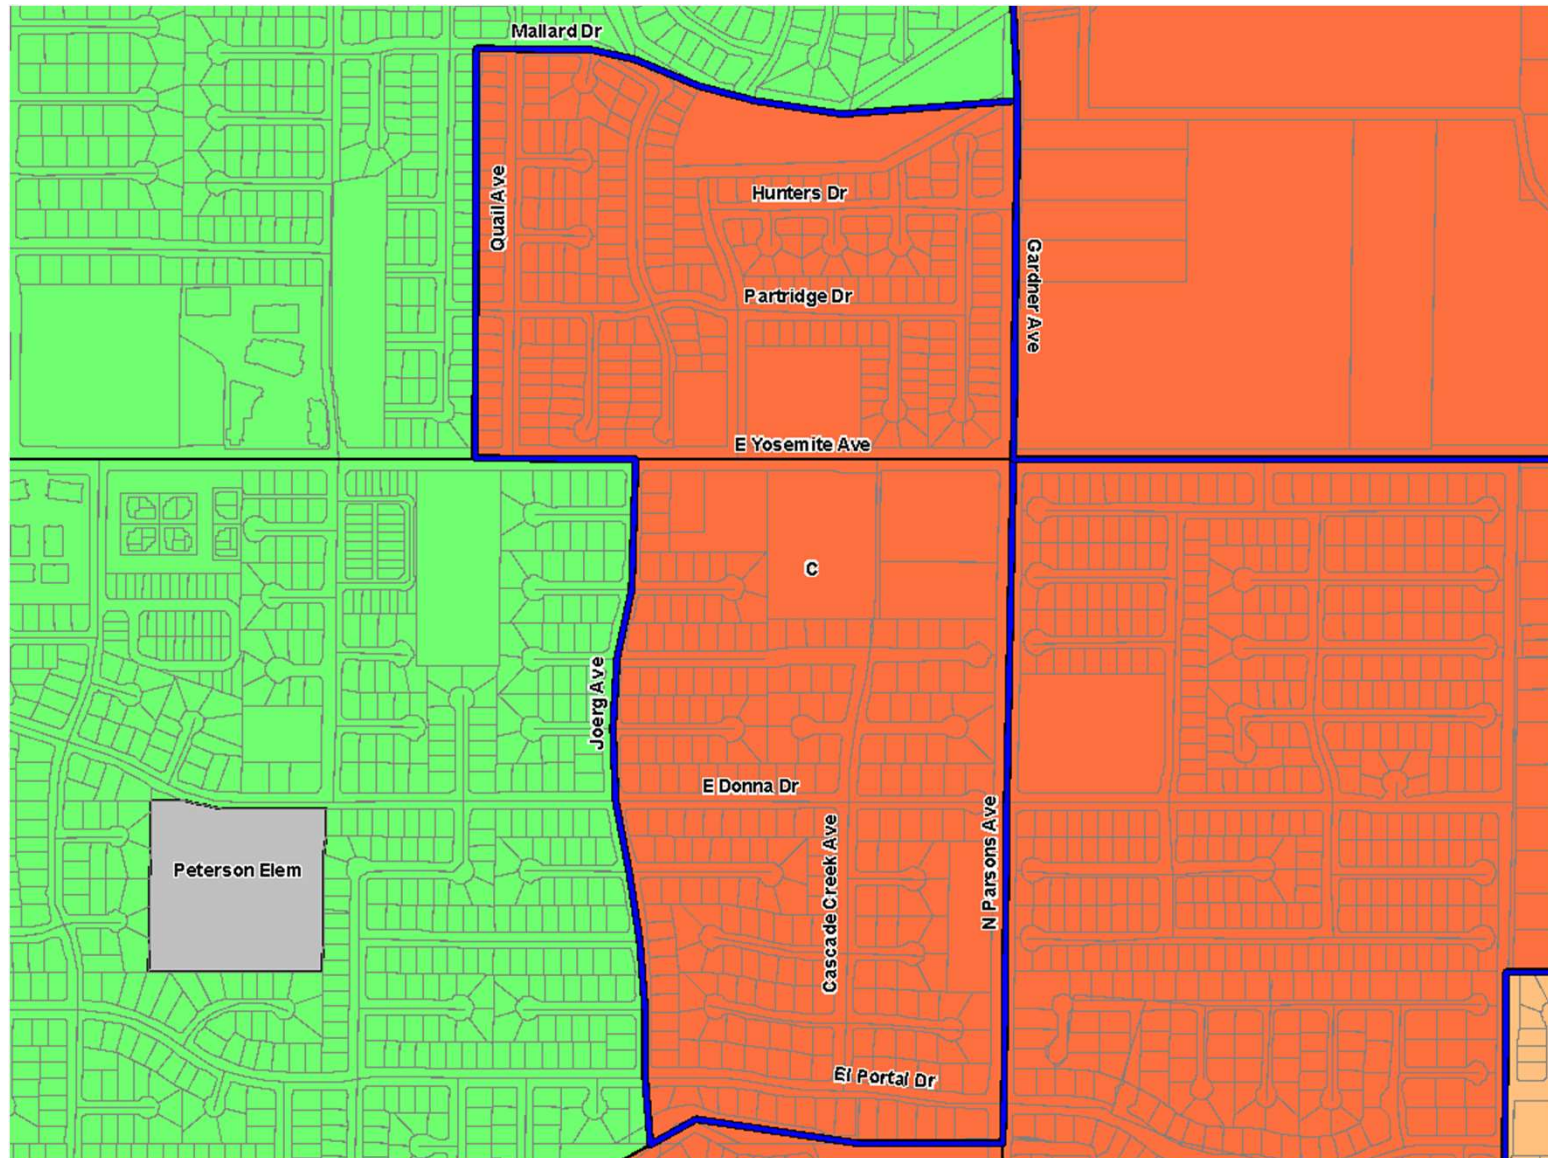 Mallard Dr
Quail Ave
Hunters Dr
Gardner Ave
Partridge Dr
E Yosemite Ave
C
Joerg Ave
E Donna Dr
Cascade Creek Ave
N Parsons Ave
Peterson Elem
El Portal Dr